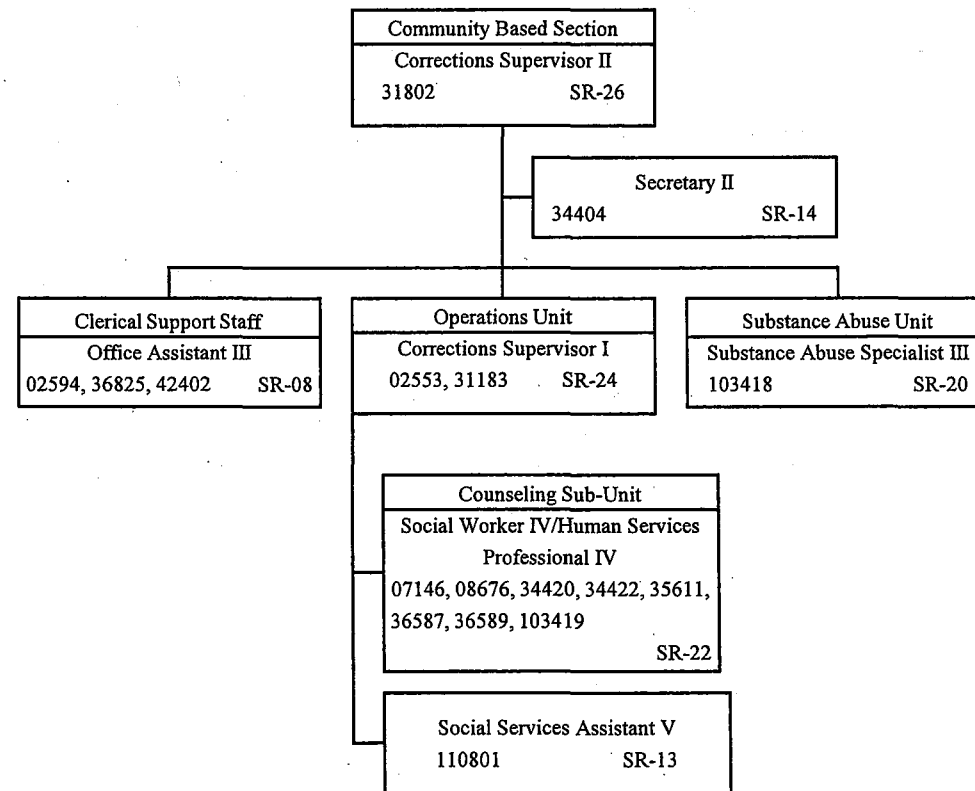 Community Based Section
Corrections Supervisor II
31802 SR-26
Secretary II
34404 SR-14
Clerical Support Staff
Office Assistant III
02594, 36825, 42402 SR-08
Operations Unit
Corrections Supervisor I
02553, 31183 SR-24
Substance Abuse Unit
Substance Abuse Specialist III
103418 SR-20
Counseling Sub-Unit
Social Worker IV/Human Services
Professional IV
07146, 08676, 34420, 34422, 35611,
36587, 36589, 103419
SR-22
Social Services Assistant V
110801 SR-13